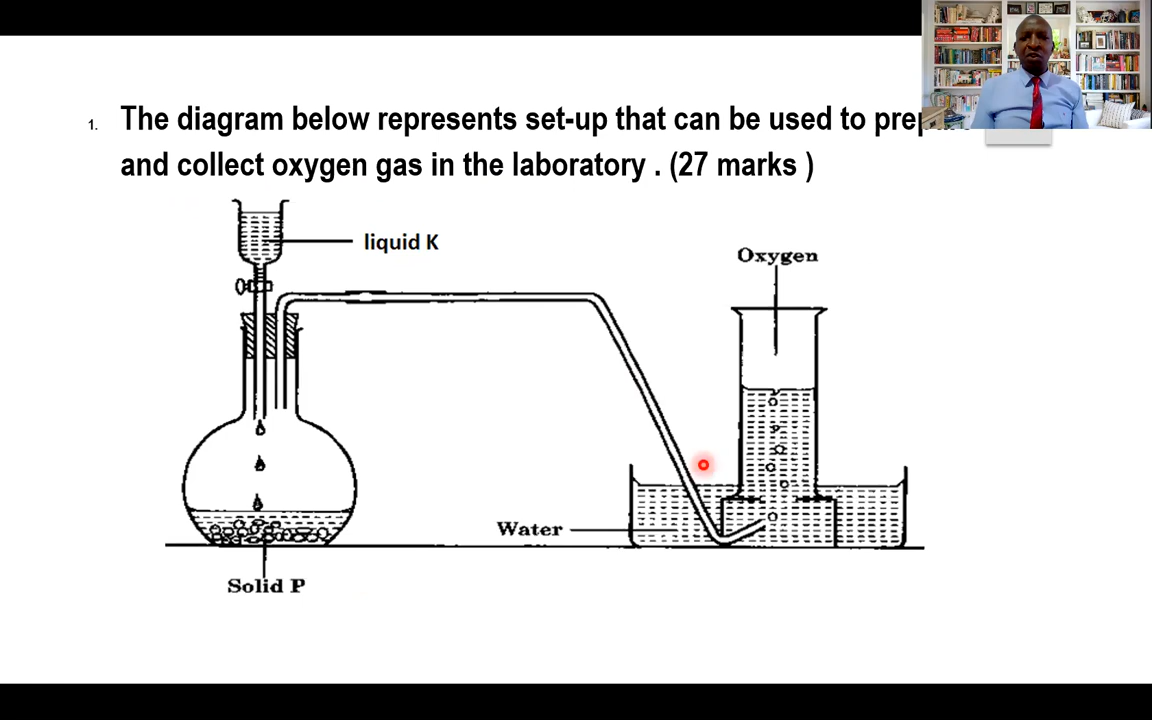 1. The diagram below represents set-up that can be used to
and collect oxygen gas in the laboratory . (27 marks )
liquid K
Oxygen
Water
Solid P